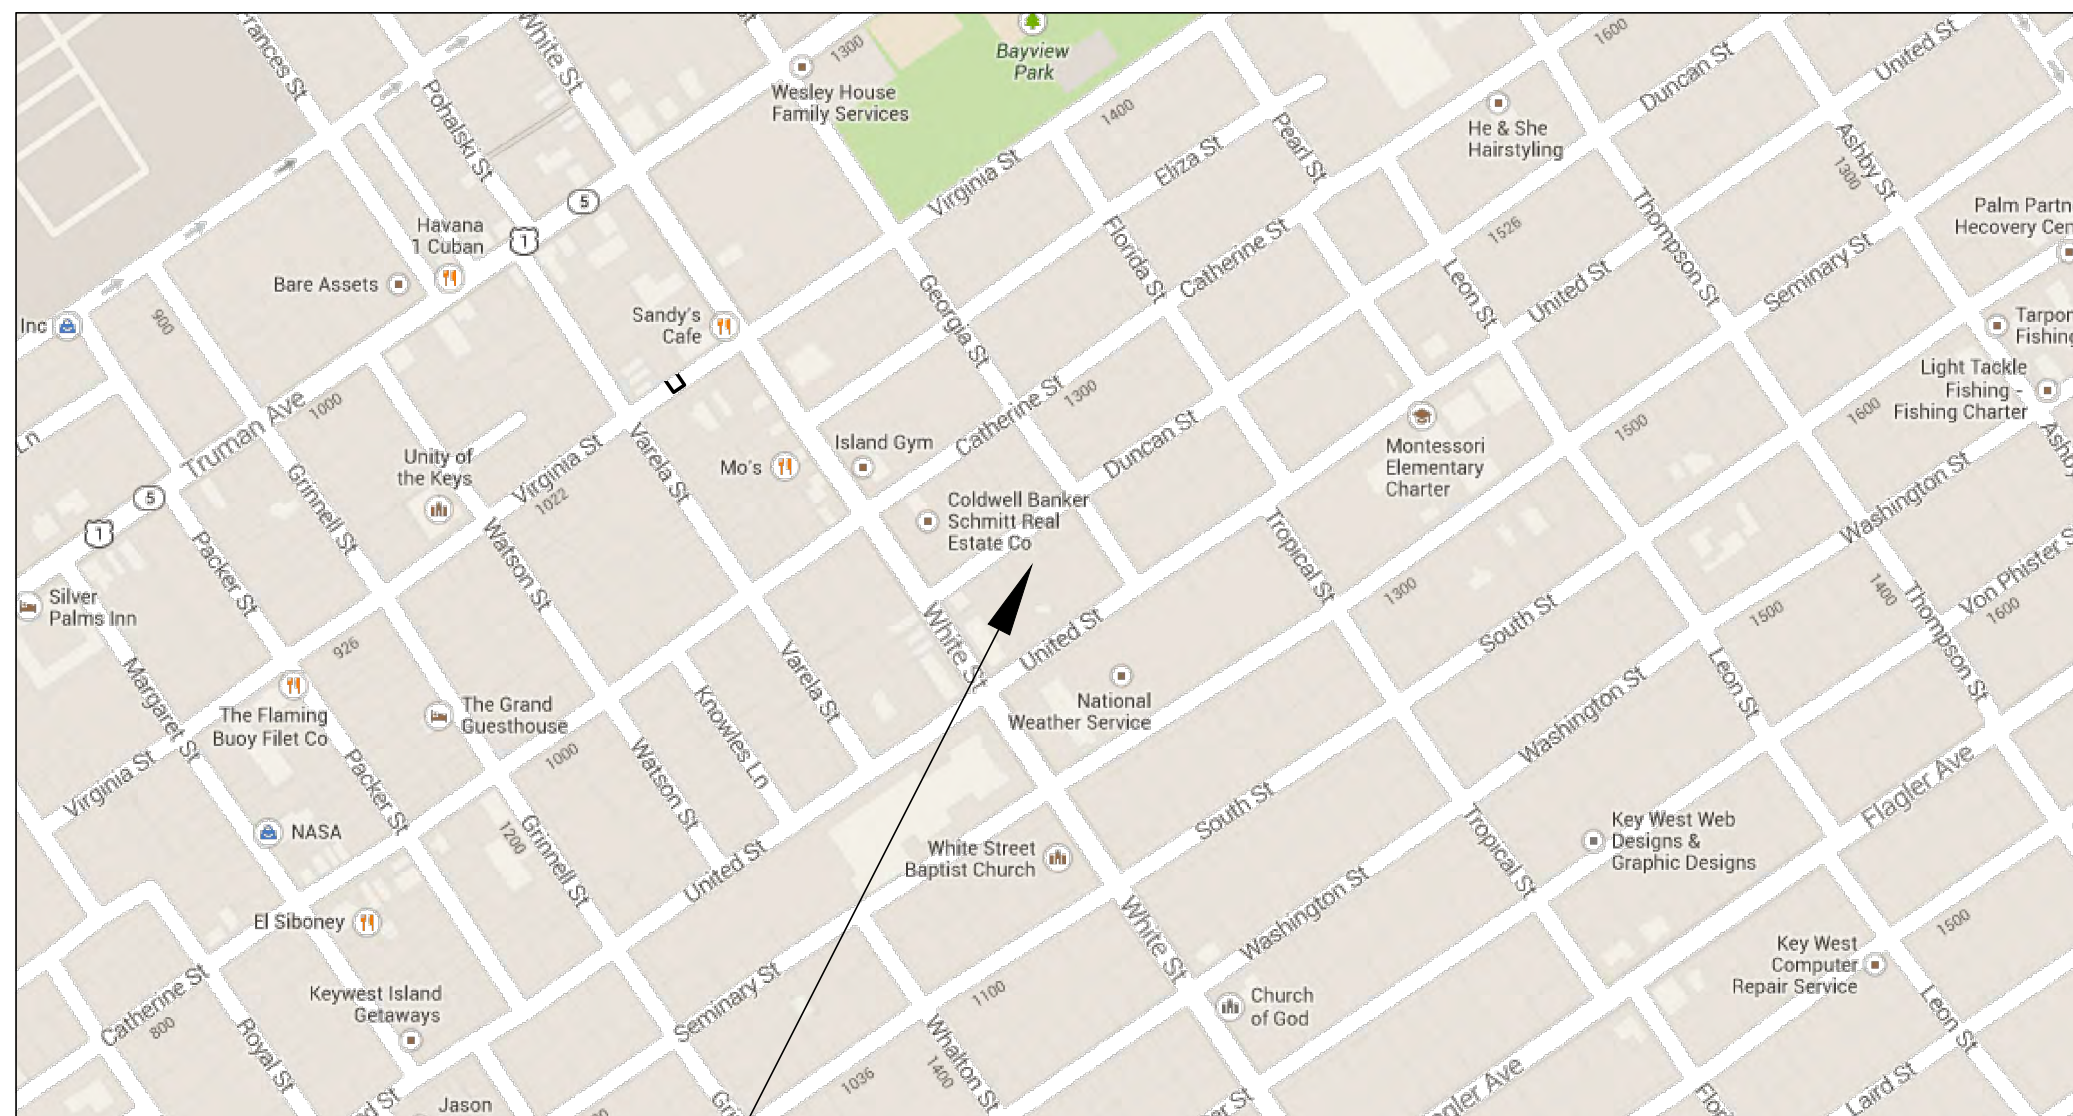 Frances St
Pohalski St
White St
1300
Bayview
Park
Wesley House
Family Services
1400
1600
Duncan St
United St
He & She
Hairstyling
Pearl St
Eliza St
Virginia St
Ashby St
1300
Palm Partn
Hecovery Cen
Thompson St
1526
Seminary St
5
Havana
1 Cuban
1
Bare Assets
Florida St
Catherine St
Leon St
United St
Georgia St
Inc
900
Sandy's
Cafe
Tarpon
Fishing
Light Tackle
Fishing -
Fishing Charter
1600
1500
Ashby
Ln
Truman Ave
1000
Catherine St
1300
Duncan St
Montessori
Elementary
Charter
Island Gym
Mo's
Unity of
the Keys
Virginia St
1022
Varela St
Grinnell St
5
1
Coldwell Banker
Schmitt Real
Estate Co
Washington St
Von Phister S
Tropical St
1300
1400
1600
Packer St
Watson St
Silver
Palms Inn
926
White St
United St
South St
1500
Thompson St
Leon St
Margaret St
Varela St
Knowles Ln
National
Weather Service
Washington St
The Flaming
Buoy Filet Co
The Grand
Guesthouse
1000
Watson St
Virginia St
Packer St
Flagler Ave
South St
Tropical St
Key West Web
Designs &
Graphic Designs
NASA
1200
Grinnell St
United St
White Street
Baptist Church
El Siboney
White St
Washington St
1500
Key West
Computer
Repair Service
Catherine St
800
Keywest Island
Getaways
Seminary St
1100
Church
of God
Leon St
Royal St
Whalton St
1400
1036
Jason
Laird St